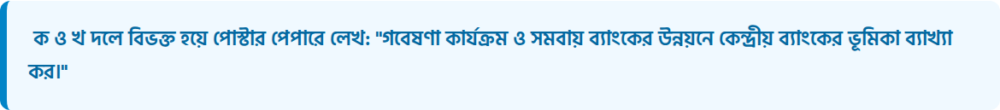 ক ও খ দলে বিভক্ত হয়ে পোস্টার পেপারে লেখ: "গবেষণা কার্যক্রম ও সমবায় ব্যাংকের উন্নয়নে কেন্দ্রীয় ব্যাংকের ভূমিকা ব্যাখ্যা
কর।"